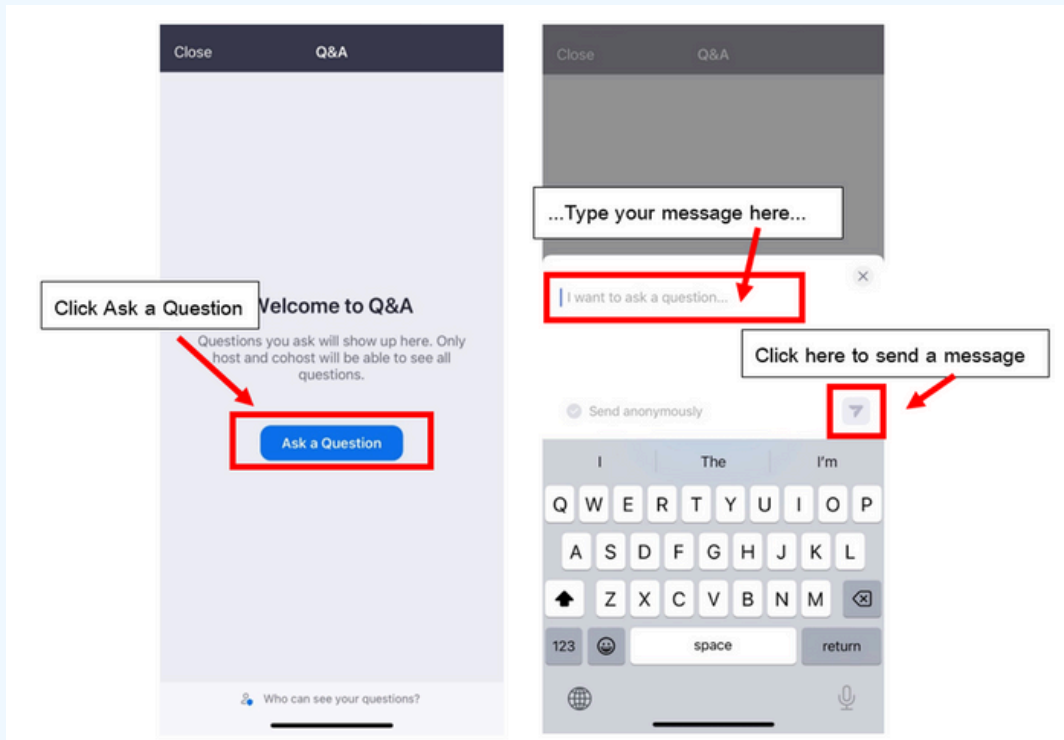 Close Q&A
Click Ask a Question
Welcome to Q&A
Questions you ask will show up here. Only
host and cohost will be able to see all
questions.
Ask a Question
Who can see your questions?
Close Q&A
...Type your message here...
I want to ask a question...
Click here to send a message
Send anonymously
I The I'm
Q W E R T Y U I O P
A S D F G H J K L
Z X C V B N M
123 space return